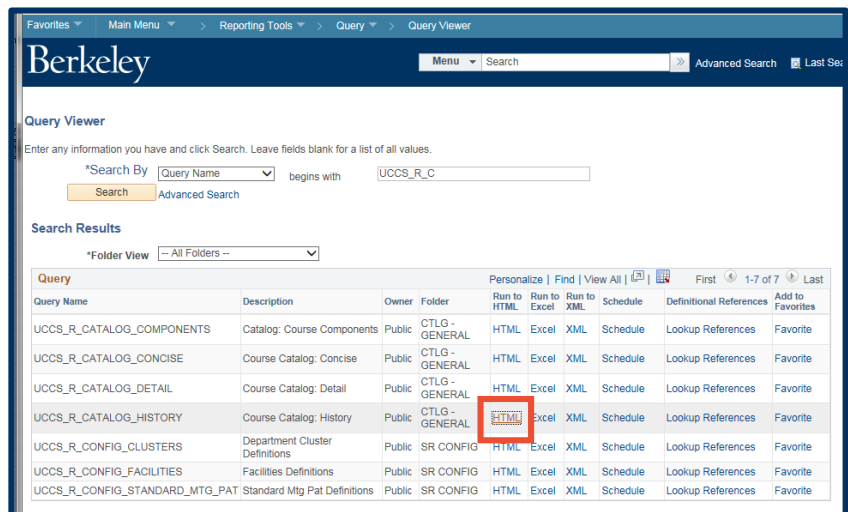 Favorites Main Menu > Reporting Tools > Query > Query Viewer
Berkeley
Menu Search » Advanced Search Last Sea
Query Viewer
Enter any information you have and click Search. Leave fields blank for a list of all values.
*Search By Query Name begins with UCCS_R_C
Search Advanced Search
Search Results
*Folder View -- All Folders --
Query Personalize | Find | View All | | First 1-7 of 7 Last
Query Name Description Owner Folder Run to HTML Run to Excel Run to XML Schedule Definitional References Add to Favorites
UCCS_R_CATALOG_COMPONENTS Catalog: Course Components Public CTLG - GENERAL HTML Excel XML Schedule Lookup References Favorite
UCCS_R_CATALOG_CONCISE Course Catalog: Concise Public CTLG - GENERAL HTML Excel XML Schedule Lookup References Favorite
UCCS_R_CATALOG_DETAIL Course Catalog: Detail Public CTLG - GENERAL HTML Excel XML Schedule Lookup References Favorite
UCCS_R_CATALOG_HISTORY Course Catalog: History Public CTLG - GENERAL HTML Excel XML Schedule Lookup References Favorite
UCCS_R_CONFIG_CLUSTERS Department Cluster Definitions Public SR CONFIG HTML Excel XML Schedule Lookup References Favorite
UCCS_R_CONFIG_FACILITIES Facilities Definitions Public SR CONFIG HTML Excel XML Schedule Lookup References Favorite
UCCS_R_CONFIG_STANDARD_MTG_PAT Standard Mtg Pat Definitions Public SR CONFIG HTML Excel XML Schedule Lookup References Favorite